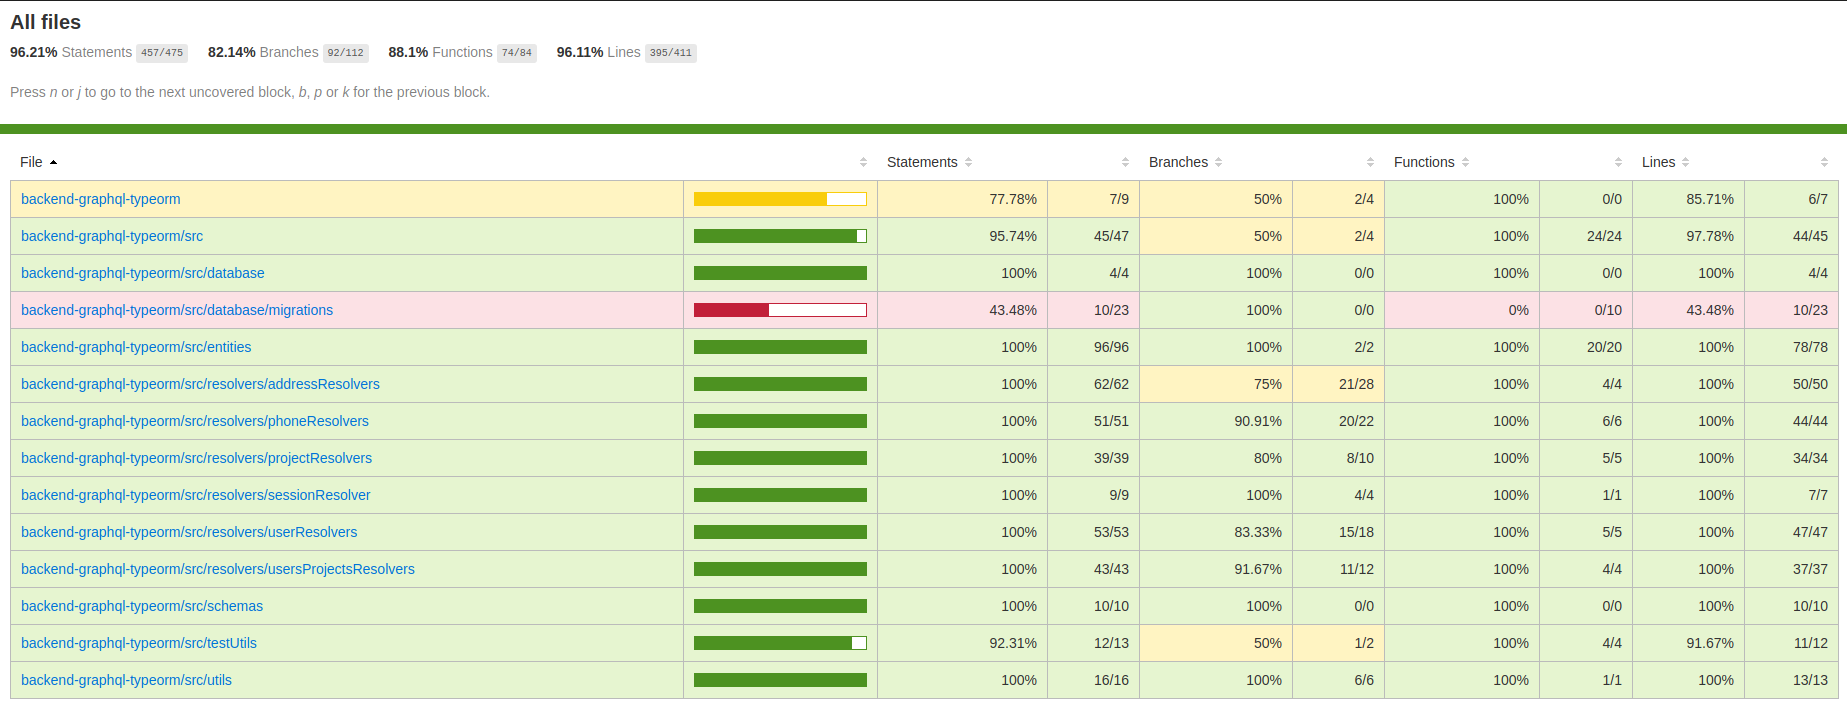 All files
96.21% Statements 457/475 82.14% Branches 92/112 88.1% Functions 74/84 96.11% Lines 395/411
Press n or j to go to the next uncovered block, b, p or k for the previous block.
File Statements Branches Functions Lines
backend-graphql-typeorm 77.78% 7/9 50% 2/4 100% 0/0 85.71% 6/7
backend-graphql-typeorm/src 95.74% 45/47 50% 2/4 100% 24/24 97.78% 44/45
backend-graphql-typeorm/src/database 100% 4/4 100% 0/0 100% 0/0 100% 4/4
backend-graphql-typeorm/src/database/migrations 43.48% 10/23 100% 0/0 0% 0/10 43.48% 10/23
backend-graphql-typeorm/src/entities 100% 96/96 100% 2/2 100% 20/20 100% 78/78
backend-graphql-typeorm/src/resolvers/addressResolvers 100% 62/62 75% 21/28 100% 4/4 100% 50/50
backend-graphql-typeorm/src/resolvers/phoneResolvers 100% 51/51 90.91% 20/22 100% 6/6 100% 44/44
backend-graphql-typeorm/src/resolvers/projectResolvers 100% 39/39 80% 8/10 100% 5/5 100% 34/34
backend-graphql-typeorm/src/resolvers/sessionResolver 100% 9/9 100% 4/4 100% 1/1 100% 7/7
backend-graphql-typeorm/src/resolvers/userResolvers 100% 53/53 83.33% 15/18 100% 5/5 100% 47/47
backend-graphql-typeorm/src/resolvers/usersProjectsResolvers 100% 43/43 91.67% 11/12 100% 4/4 100% 37/37
backend-graphql-typeorm/src/schemas 100% 10/10 100% 0/0 100% 0/0 100% 10/10
backend-graphql-typeorm/src/testUtils 92.31% 12/13 50% 1/2 100% 4/4 91.67% 11/12
backend-graphql-typeorm/src/utils 100% 16/16 100% 6/6 100% 1/1 100% 13/13